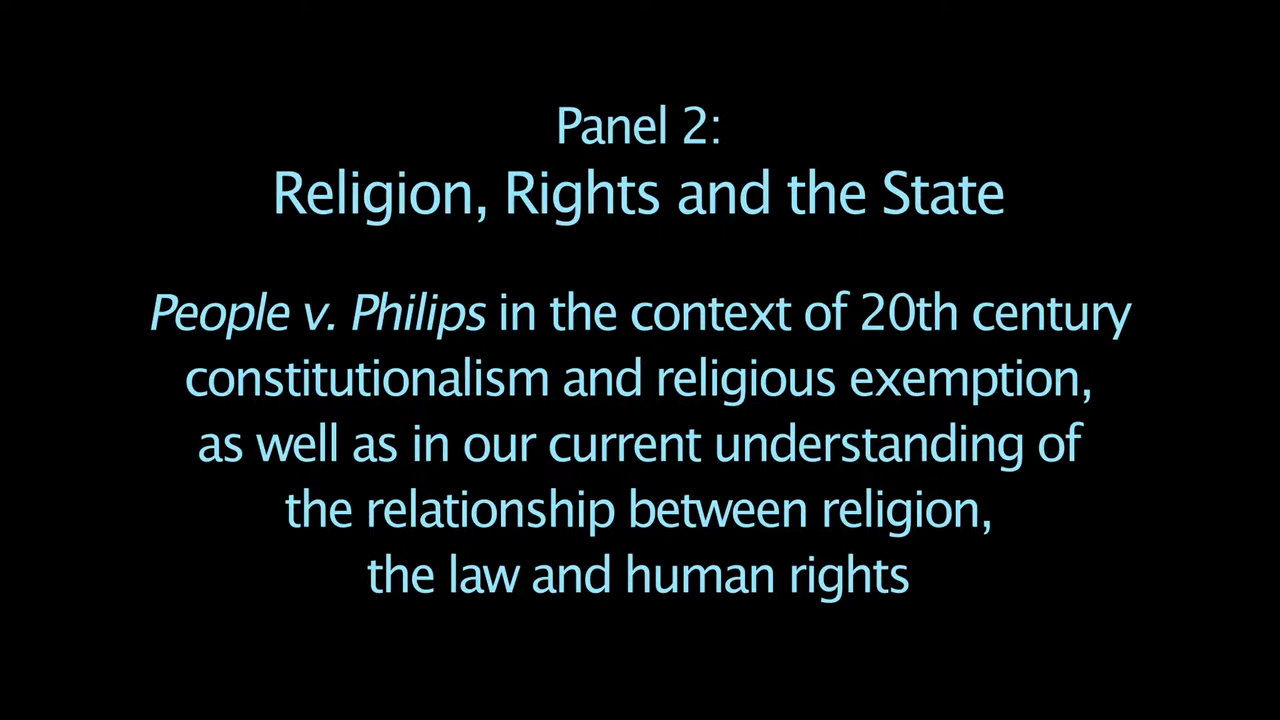 Panel 2:
Religion, Rights and the State
People v. Philips in the context of 20th century
constitutionalism and religious exemption,
as well as in our current understanding of
the relationship between religion,
the law and human rights